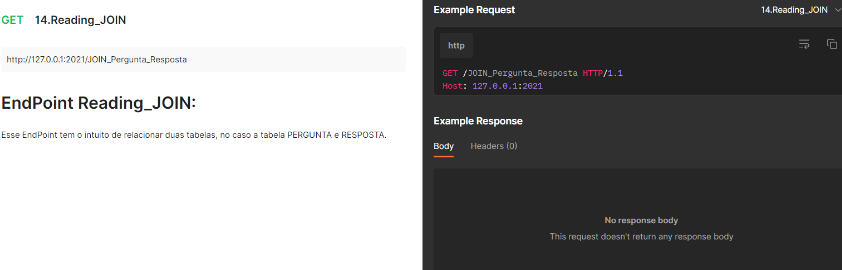 GET 14.Reading_JOIN
http://127.0.0.1:2021/JOIN_Pergunta_Resposta
EndPoint Reading_JOIN:
Esse EndPoint tem o intuito de relacionar duas tabelas, no caso a tabela PERGUNTA e RESPOSTA.
Example Request
14.Reading_JOIN
http
GET /JOIN_Pergunta_Resposta HTTP/1.1
Host: 127.0.0.1:2021
Example Response
Body Headers (0)
No response body
This request doesn't return any response body